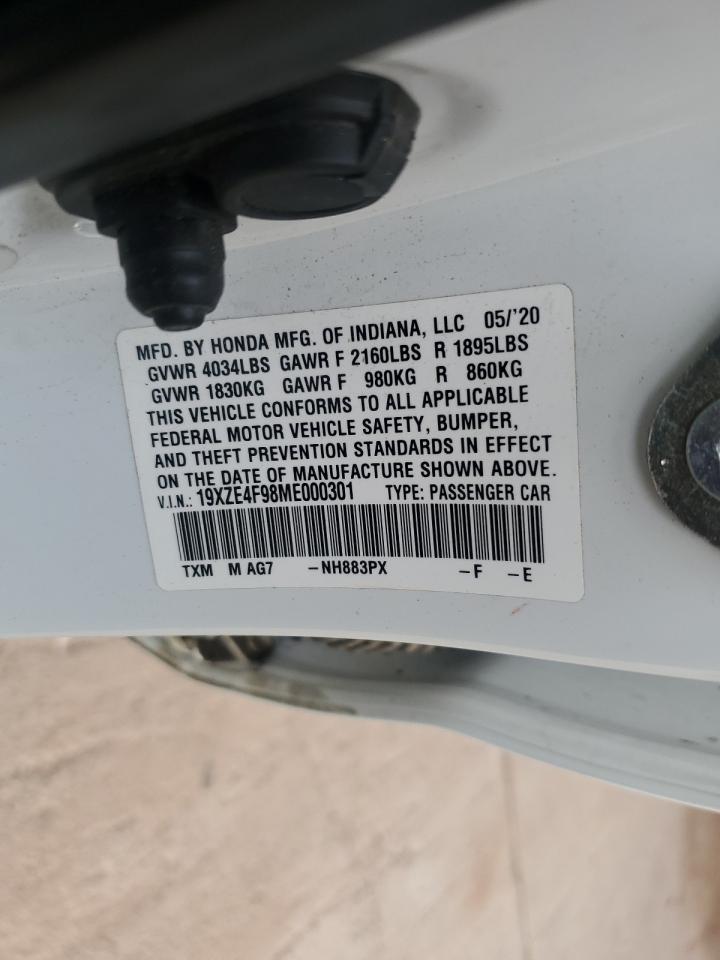 MFD. BY HONDA MFG. OF INDIANA, LLC 05/'20
GVWR 4034LBS GAWR F 2160LBS R 1895LBS
GVWR 1830KG GAWR F 980KG R 860KG
THIS VEHICLE CONFORMS TO ALL APPLICABLE
FEDERAL MOTOR VEHICLE SAFETY, BUMPER,
AND THEFT PREVENTION STANDARDS IN EFFECT
ON THE DATE OF MANUFACTURE SHOWN ABOVE.
V.I.N.: 19XZE4F98ME000301 TYPE: PASSENGER CAR
TXM M AG7 -NH883PX -F -E